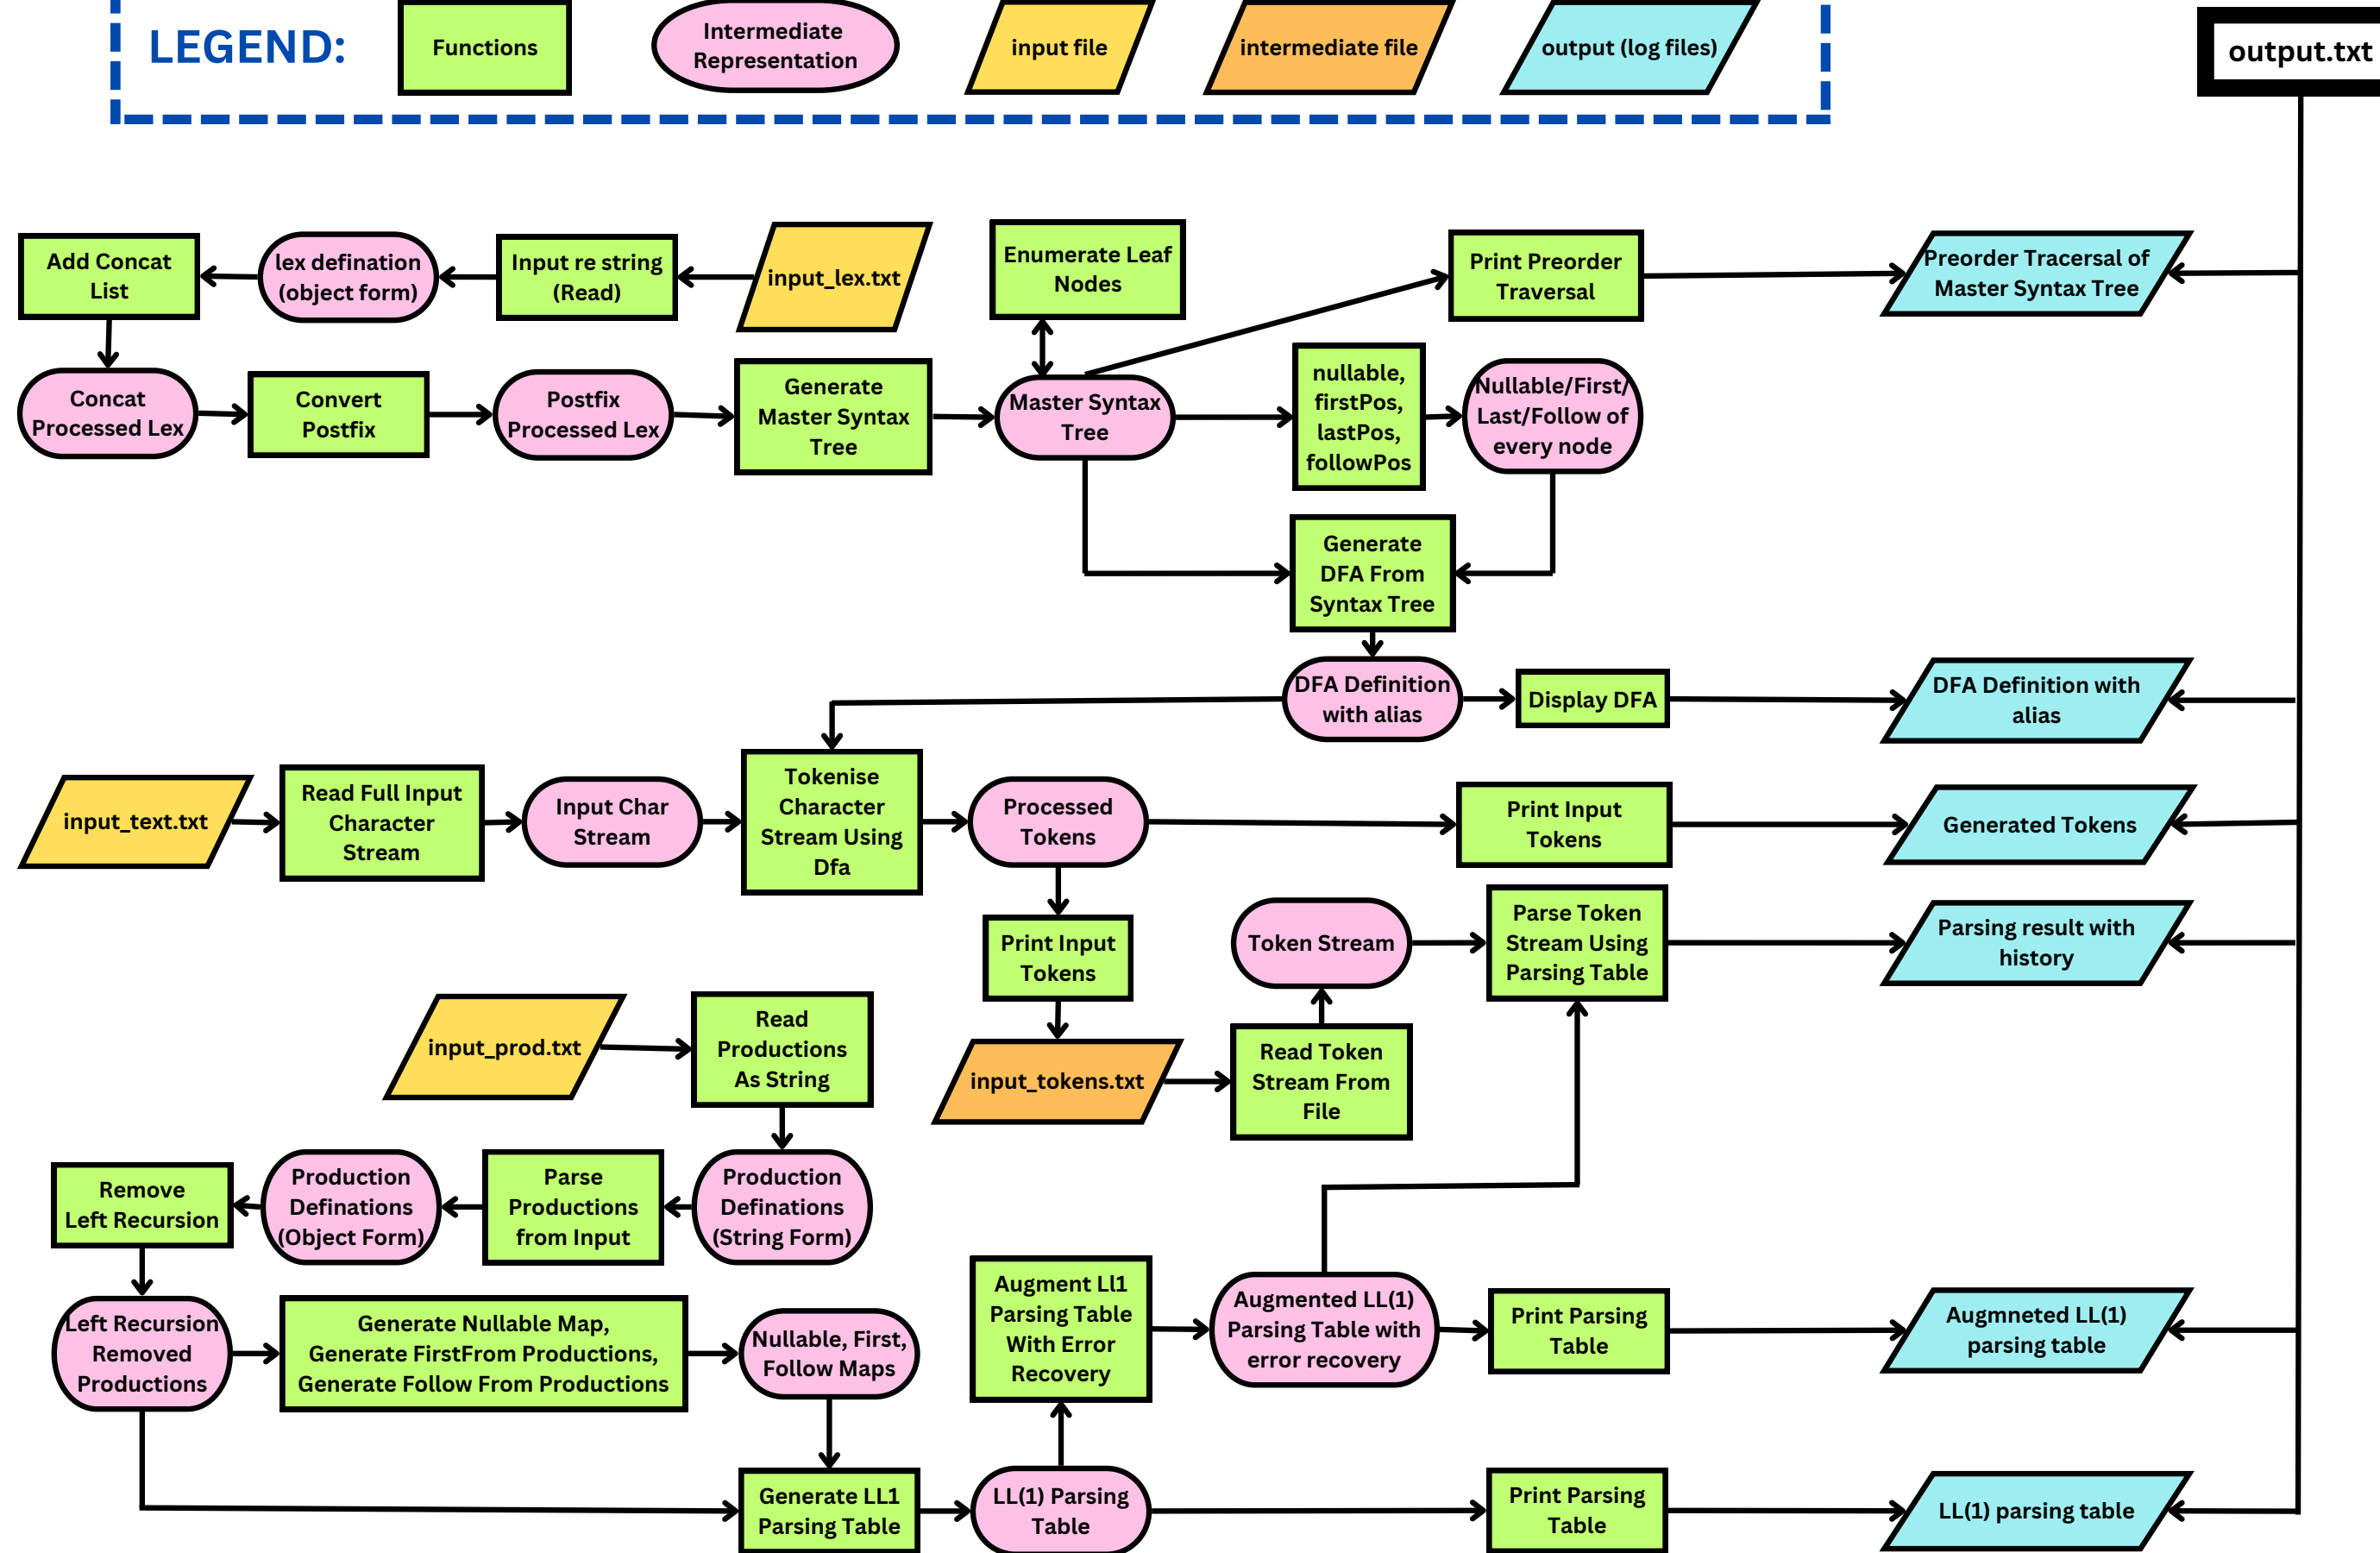 LEGEND:
Functions
Intermediate
Representation
input file
intermediate file
output (log files)
output.txt
Add Concat
List
lex defination
(object form)
Input re string
(Read)
input_lex.txt
Enumerate Leaf
Nodes
Print Preorder
Traversal
Preorder Tracersal of
Master Syntax Tree
Concat
Processed Lex
Convert
Postfix
Postfix
Processed Lex
Generate
Master Syntax
Tree
Master Syntax
Tree
nullable,
firstPos,
lastPos,
followPos
Nullable/First/
Last/Follow of
every node
Generate
DFA From
Syntax Tree
DFA Definition
with alias
Display DFA
DFA Definition with
alias
input_text.txt
Read Full Input
Character
Stream
Input Char
Stream
Tokenise
Character
Stream Using
Dfa
Processed
Tokens
Print Input
Tokens
Generated Tokens
Print Input
Tokens
Token Stream
Parse Token
Stream Using
Parsing Table
Parsing result with
history
input_prod.txt
Read
Productions
As String
input_tokens.txt
Read Token
Stream From
File
Remove
Left Recursion
Production
Definations
(Object Form)
Parse
Productions
from Input
Production
Definations
(String Form)
Left Recursion
Removed
Productions
Generate Nullable Map,
Generate FirstFrom Productions,
Generate Follow From Productions
Nullable, First,
Follow Maps
Augment Ll1
Parsing Table
With Error
Recovery
Augmented LL(1)
Parsing Table with
error recovery
Print Parsing
Table
Augmneted LL(1)
parsing table
Generate LL1
Parsing Table
LL(1) Parsing
Table
Print Parsing
Table
LL(1) parsing table